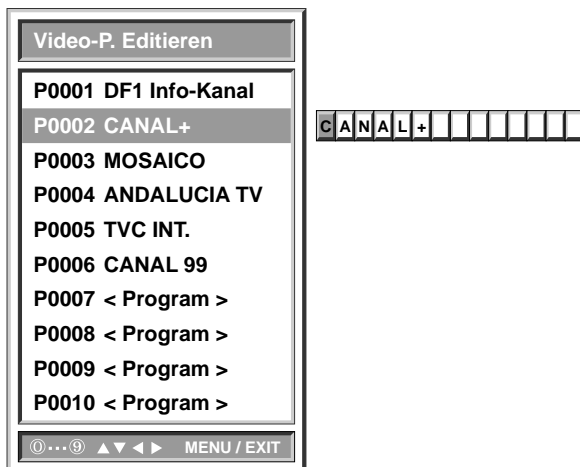 Video-P. Editieren
P0001 DF1 Info-Kanal
P0002 CANAL+
CANAL+
P0003 MOSAICO
P0004 ANDALUCIA TV
P0005 TVC INT.
P0006 CANAL 99
P0007 < Program >
P0008 < Program >
P0009 < Program >
P0010 < Program >
⓪···⑨ ▲▼◄► MENU / EXIT